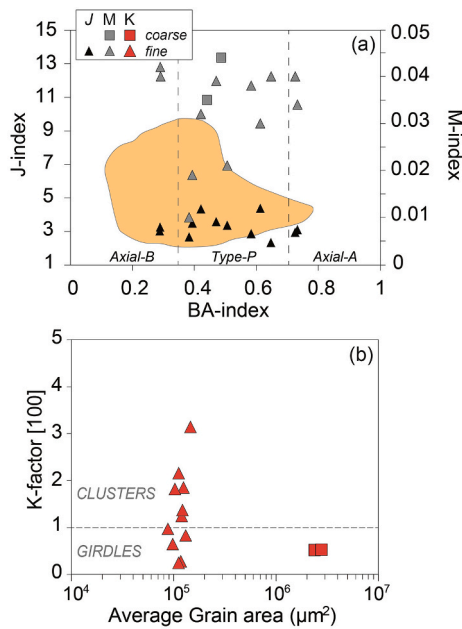 J M K
coarse
fine
(a)
15
13
11
9
7
5
3
1
J-index
0.05
0.04
0.03
0.02
0.01
0
M-index
Axial-B Type-P Axial-A
0 0.2 0.4 0.6 0.8 1
BA-index
(b)
5
4
3
2
1
0
K-factor [100]
CLUSTERS
GIRDLES
10⁴ 10⁵ 10⁶ 10⁷
Average Grain area (μm²)